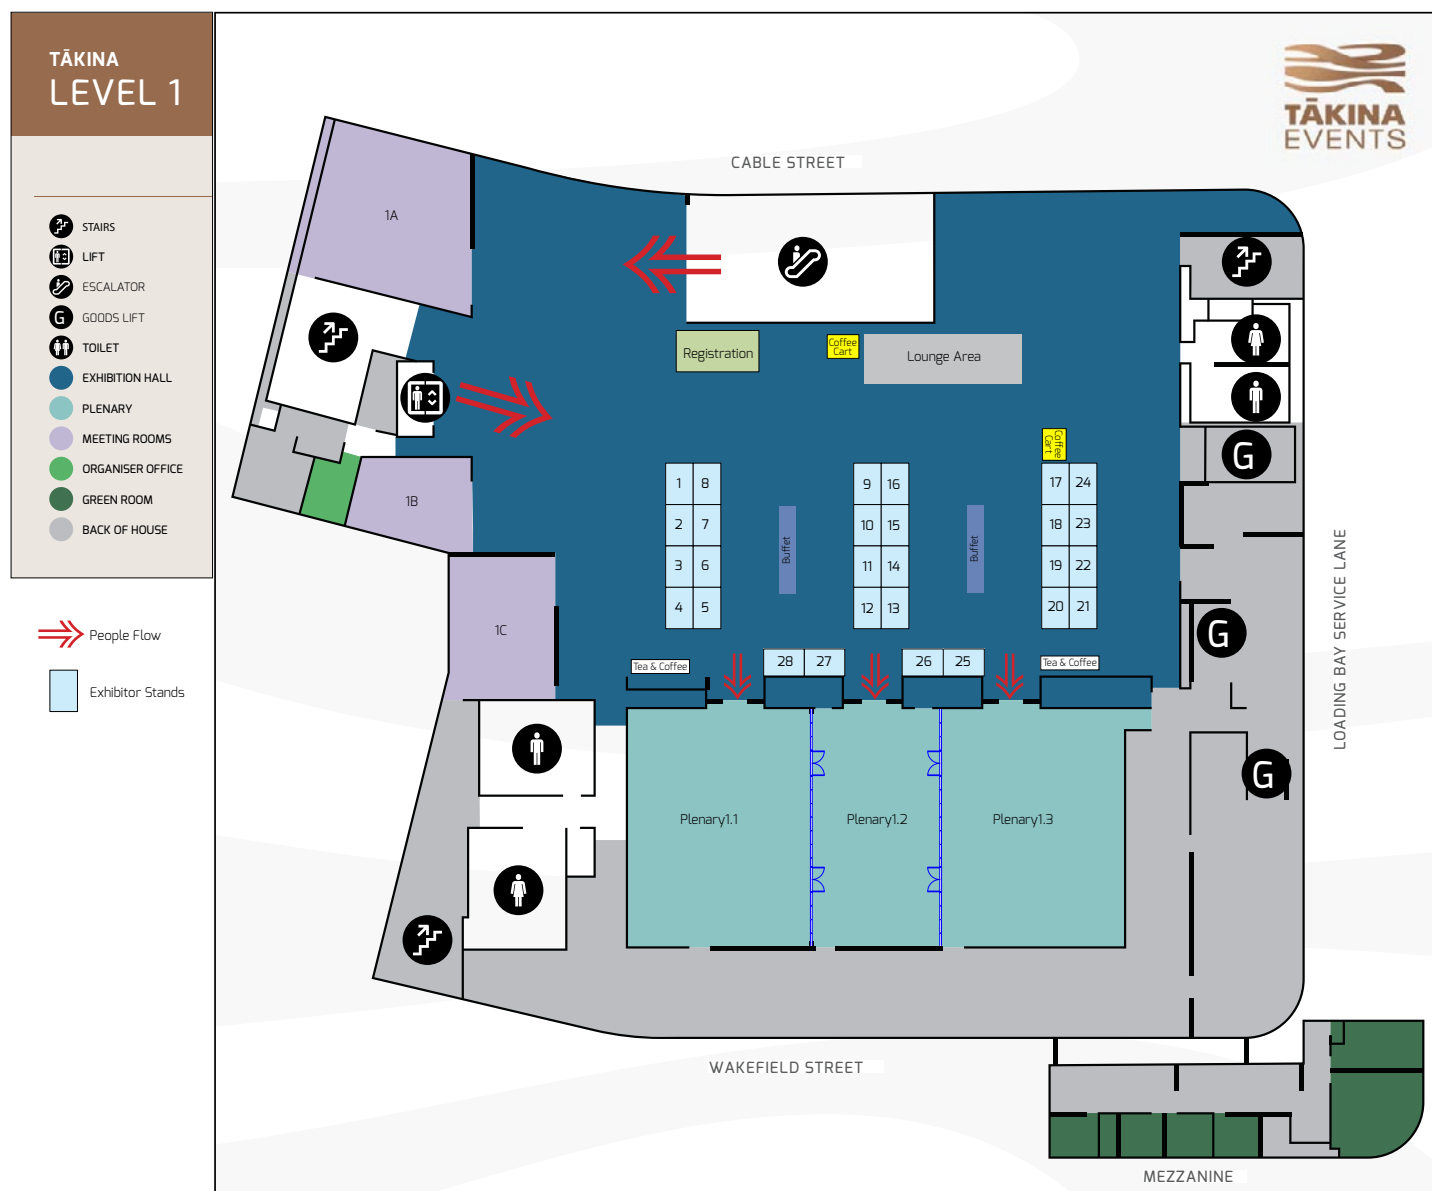 TĀKINA
LEVEL 1
STAIRS
LIFT
ESCALATOR
G
GOODS LIFT
TOILET
EXHIBITION HALL
PLENARY
MEETING ROOMS
ORGANISER OFFICE
GREEN ROOM
BACK OF HOUSE
People Flow
Exhibitor Stands
TĀKINA
EVENTS
CABLE STREET
1A
Registration
Coffee
Cart
Lounge Area
Coffee
Cart
1B
1C
1 8
2 7
3 6
4 5
Buffet
9 16
10 15
11 14
12 13
Buffet
17 24
18 23
19 22
20 21
G
G
G
Tea & Coffee
28 27
26 25
Tea & Coffee
Plenary1.1
Plenary1.2
Plenary1.3
LOADING BAY SERVICE LANE
WAKEFIELD STREET
MEZZANINE